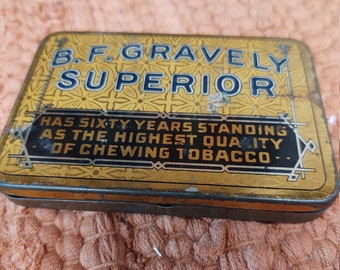 B.F. GRAVELY
SUPERIOR
HAS SIXTY YEARS STANDING
AS THE HIGHEST QUALITY
OF CHEWING TOBACCO